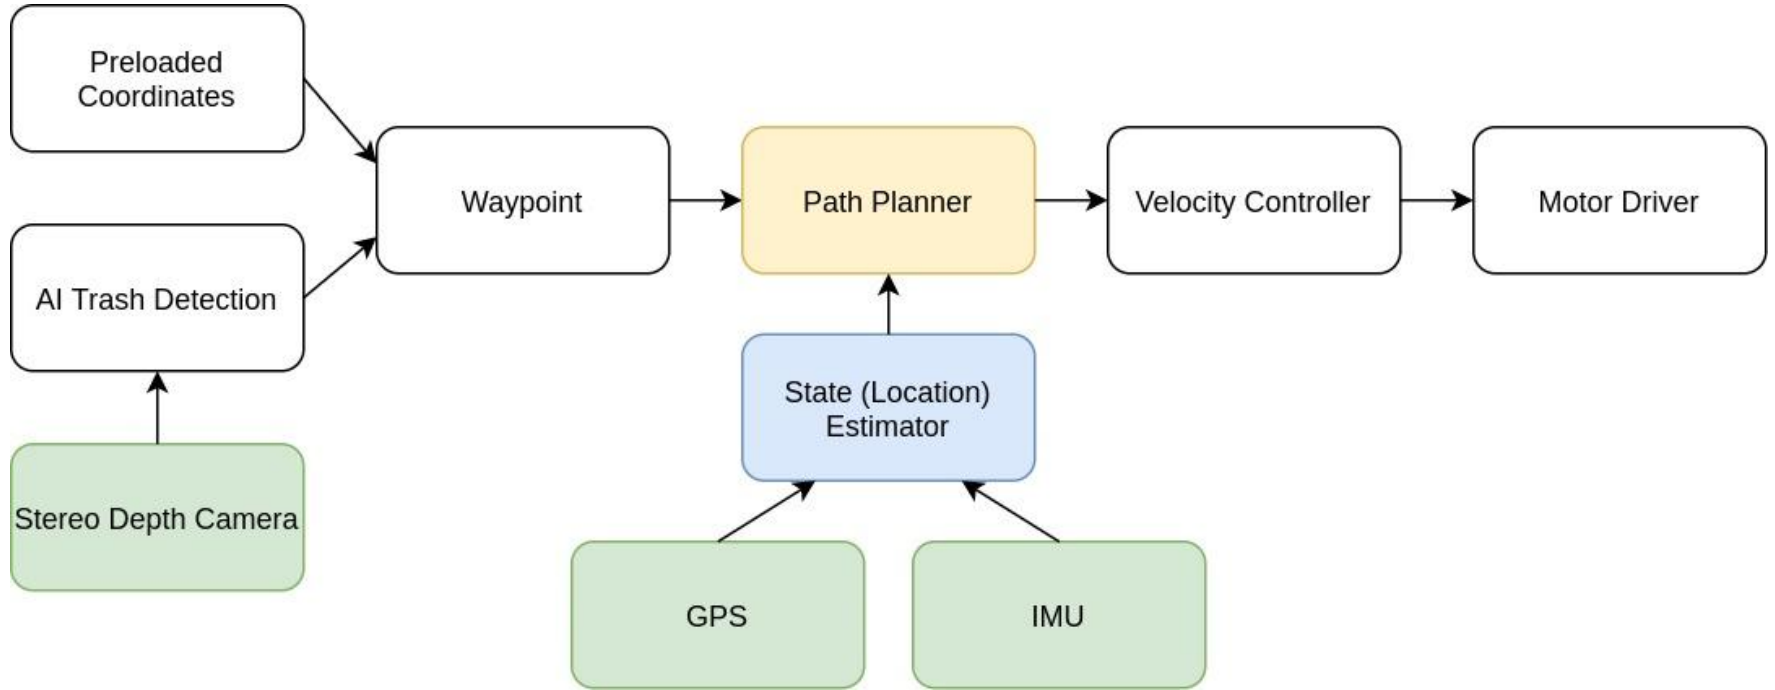 Preloaded
Coordinates
Waypoint
Path Planner
Velocity Controller
Motor Driver
AI Trash Detection
State (Location)
Estimator
Stereo Depth Camera
GPS
IMU